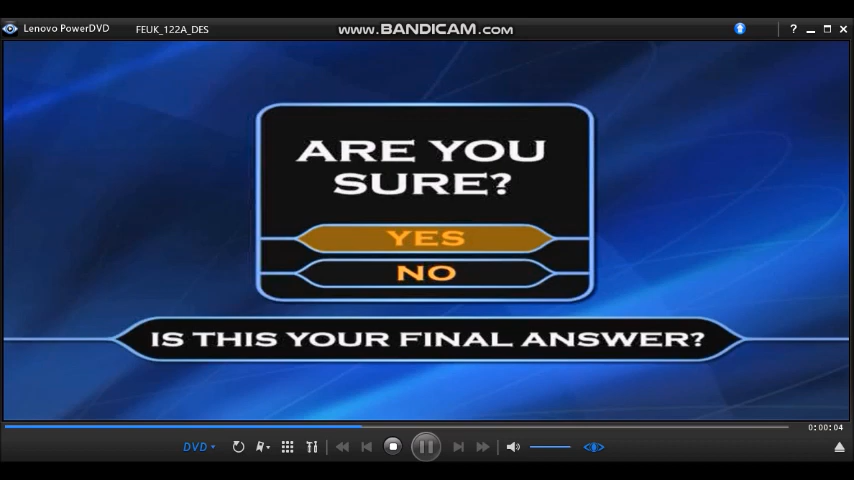 Lenovo PowerDVD
FEUK_122A_DES
www.BANDICAM.com
?
ARE YOU
SURE?
YES
NO
IS THIS YOUR FINAL ANSWER?
0:00:04
DVD